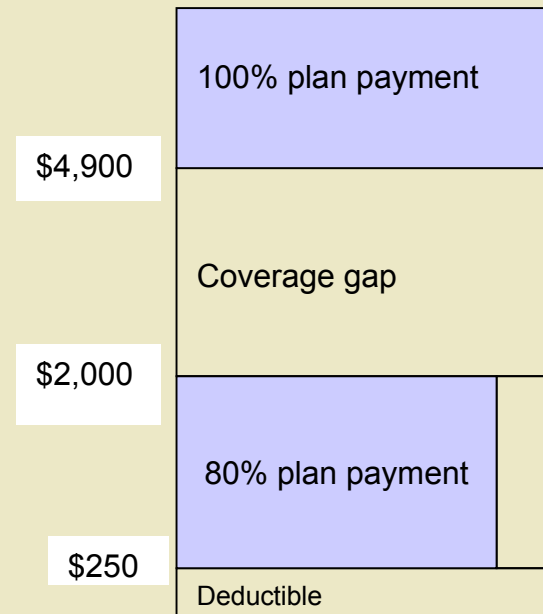 100% plan payment
$4,900
Coverage gap
$2,000
80% plan payment
$250
Deductible